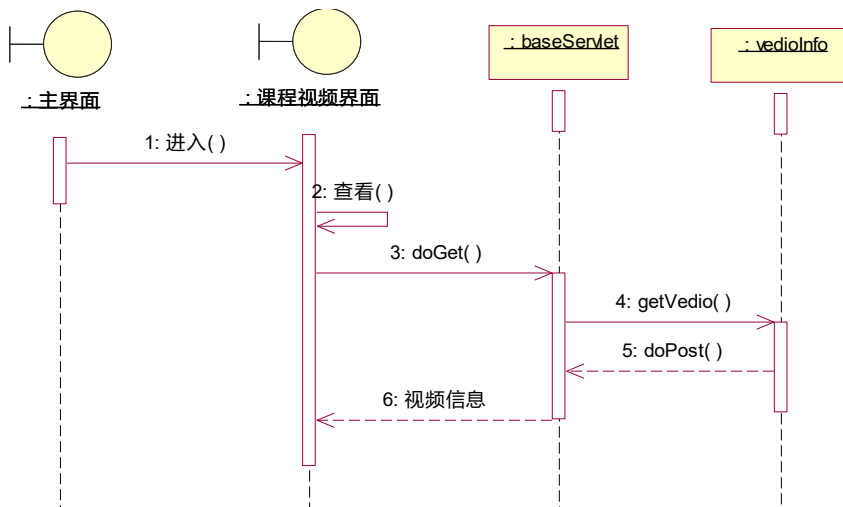 : baseServlet
: vedioInfo
: 主界面
: 课程视频界面
1: 进入( )
2: 查看( )
3: doGet( )
4: getVedio( )
5: doPost( )
6: 视频信息